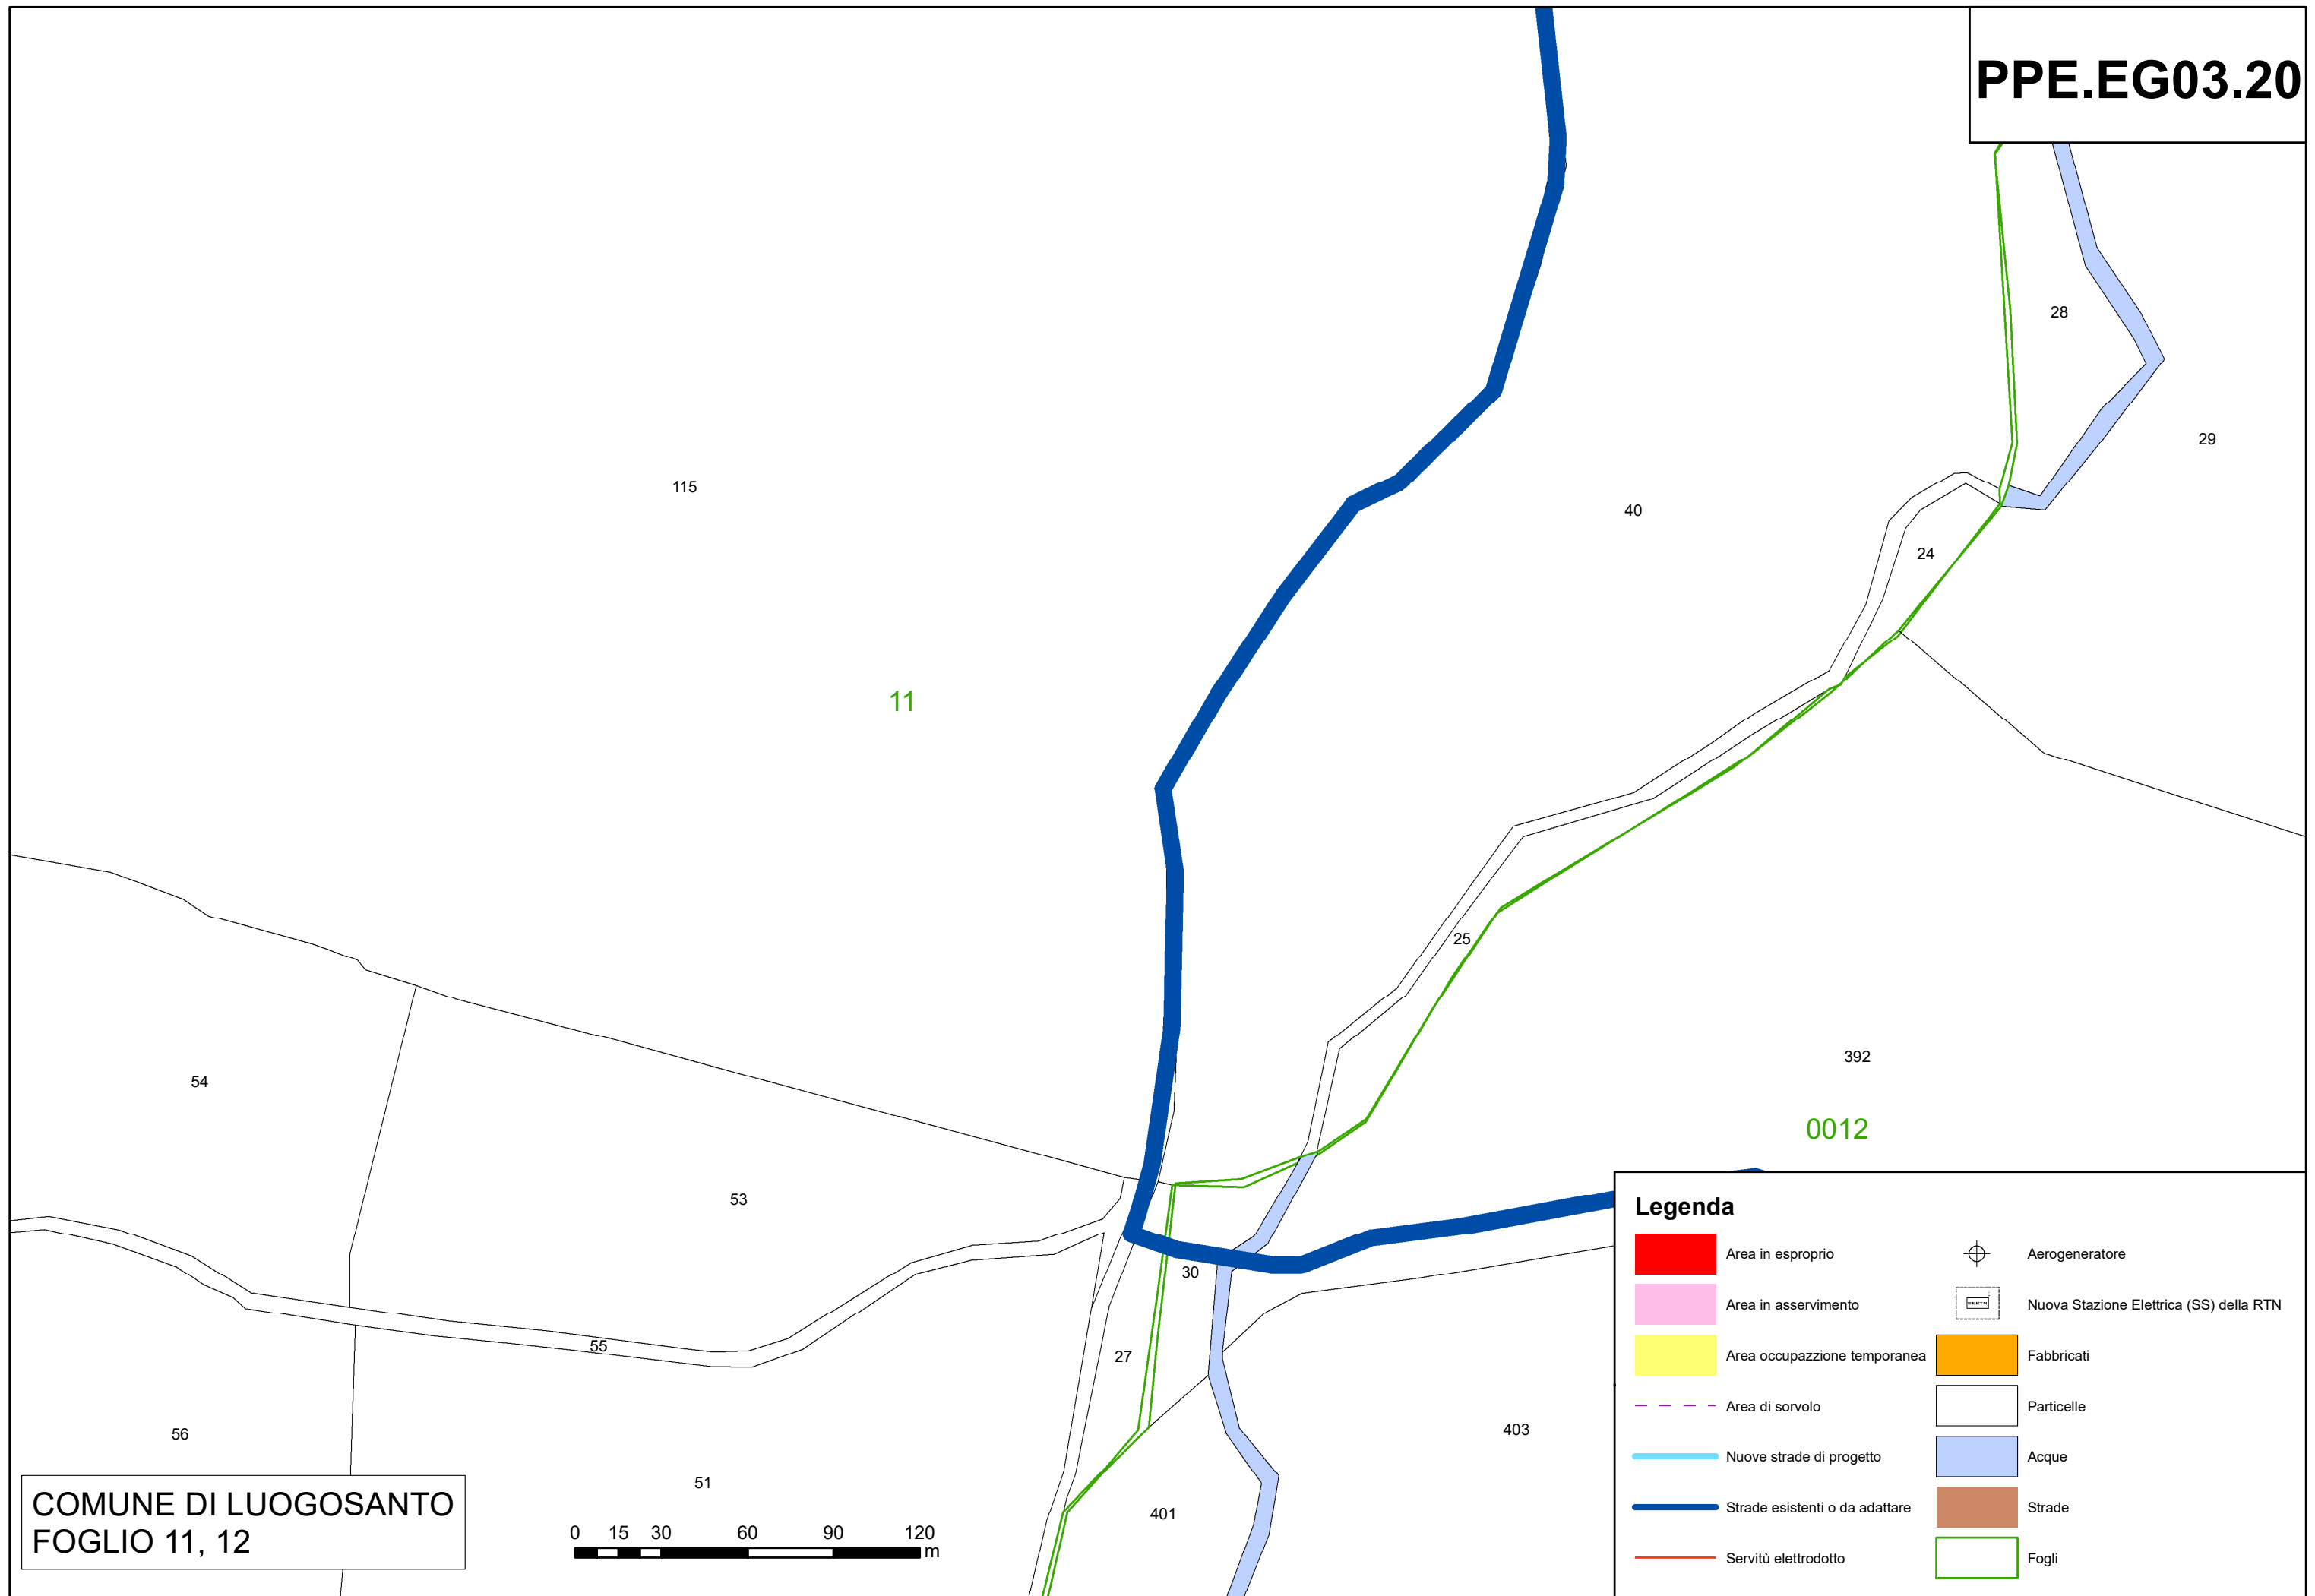 PPE.EG03.20
28
29
115
40
24
11
25
392
54
0012
53
30
55
27
56
403
51
401
COMUNE DI LUOGOSANTO
FOGLIO 11, 12
0 15 30 60 90 120
m
Legenda
Area in esproprio
Area in asservimento
Area occupazzione temporanea
Area di sorvolo
Nuove strade di progetto
Strade esistenti o da adattare
Servitù elettrodotto
Aerogeneratore
Nuova Stazione Elettrica (SS) della RTN
Fabbricati
Particelle
Acque
Strade
Fogli